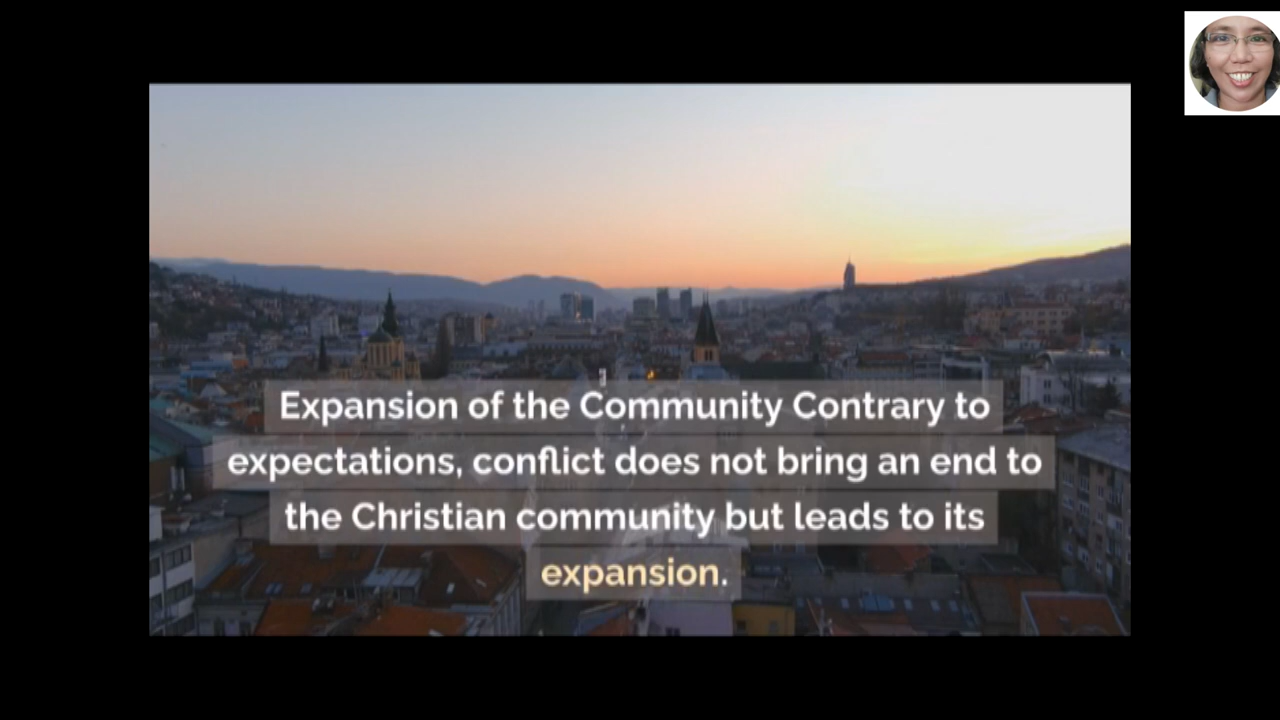 Expansion of the Community Contrary to
expectations, conflict does not bring an end to
the Christian community but leads to its
expansion.